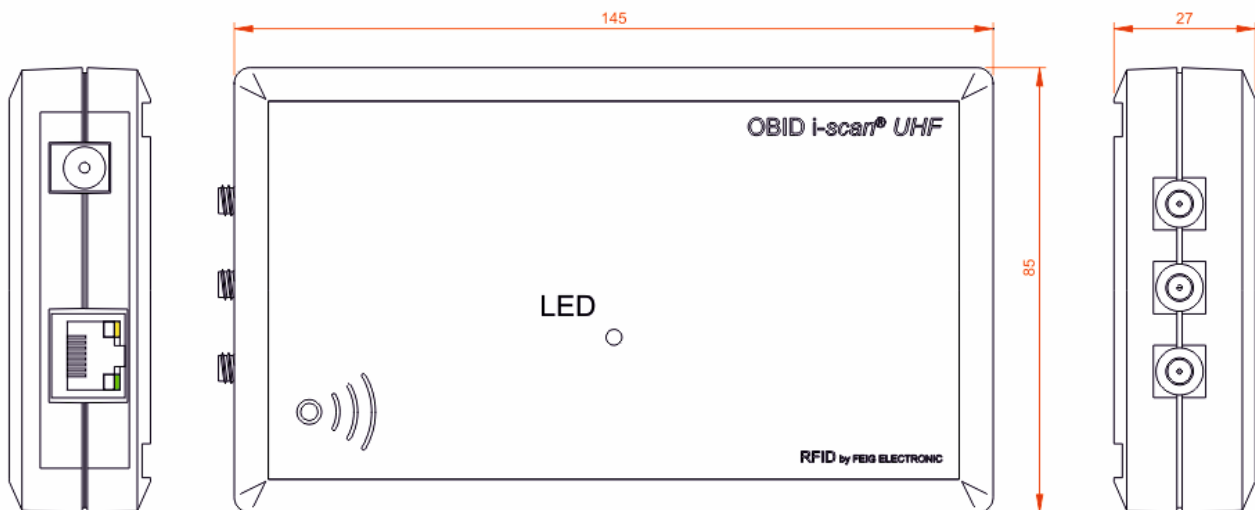 145
27
OBID i-scan® UHF
85
LED
RFID by FEIG ELECTRONIC